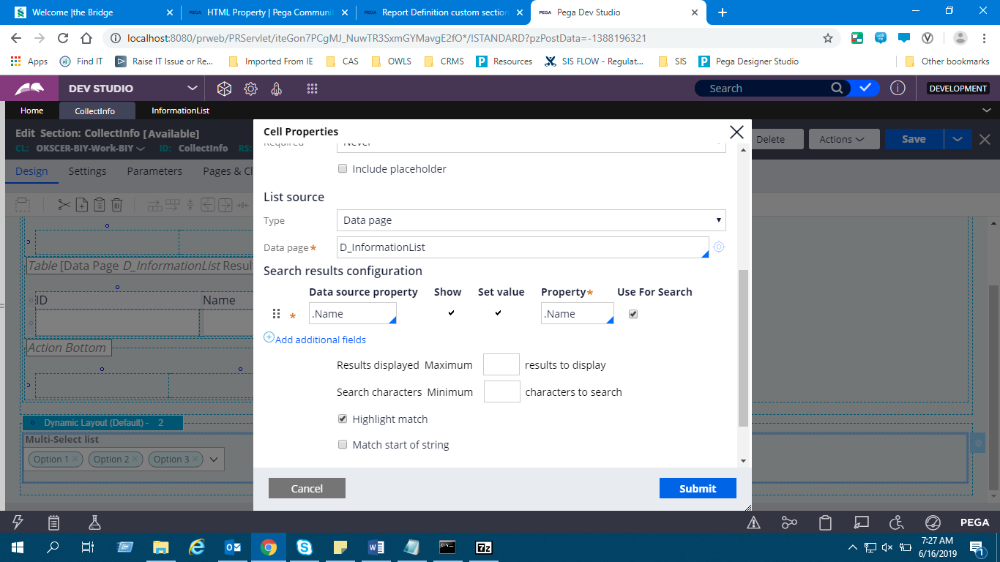 Welcome |the Bridge
PEGA HTML Property | Pega Communit
PEGA Report Definition custom section
PEGA Pega Dev Studio
localhost:8080/prweb/PRServlet/iteGon7PCgMJ_NuwTR3SxmGYMavgE2fO*/!STANDARD?pzPostData=-1388196321
Apps Find IT Raise IT Issue or Re... Imported From IE CAS OWLS CRMS Resources SIS FLOW - Regulat... SIS Pega Designer Studio Other bookmarks
DEV STUDIO Search DEVELOPMENT
Home CollectInfo InformationList
Edit Section: CollectInfo [Available] Delete Actions Save
CL: OKSCER-BIY-Work-BIY ID: CollectInfo RS:
Design Settings Parameters Pages & Cl
Table [Data Page D_InformationList Resul
ID Name
Action Bottom
Dynamic Layout (Default) - 2
Multi-Select list
Option 1 × Option 2 × Option 3 ×
Cell Properties
Required Never
Include placeholder
List source
Type Data page
Data page* D_InformationList
Search results configuration
Data source property Show Set value Property* Use For Search
* .Name .Name
Add additional fields
Results displayed Maximum results to display
Search characters Minimum characters to search
Highlight match
Match start of string
Cancel Submit
PEGA
7:27 AM
6/16/2019
1